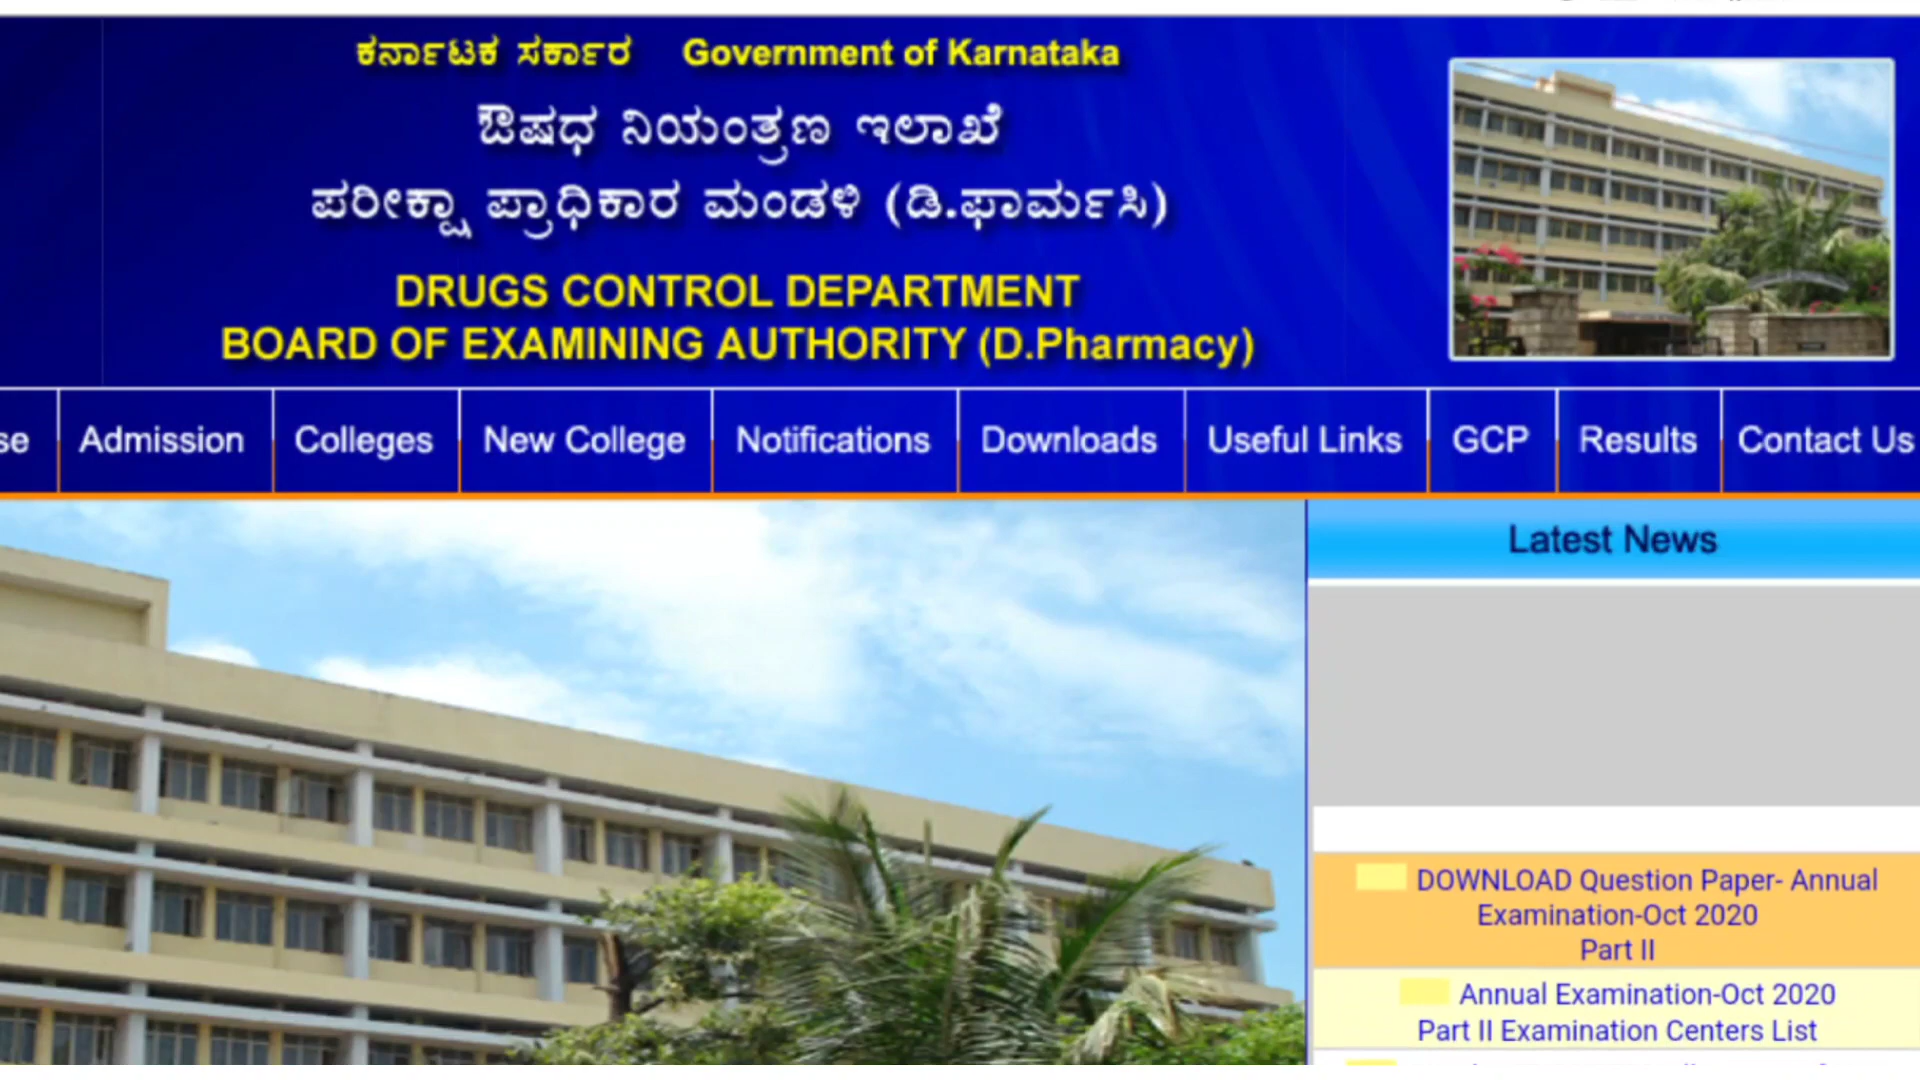 ಕರ್ನಾಟಕ ಸರ್ಕಾರ Government of Karnataka
ಔಷಧ ನಿಯಂತ್ರಣ ಇಲಾಖೆ
ಪರೀಕ್ಷಾ ಪ್ರಾಧಿಕಾರ ಮಂಡಳಿ (ಡಿ.ಫಾರ್ಮಸಿ)
DRUGS CONTROL DEPARTMENT
BOARD OF EXAMINING AUTHORITY (D.Pharmacy)
se Admission Colleges New College Notifications Downloads Useful Links GCP Results Contact Us
Latest News
DOWNLOAD Question Paper- Annual
Examination-Oct 2020
Part II
Annual Examination-Oct 2020
Part II Examination Centers List